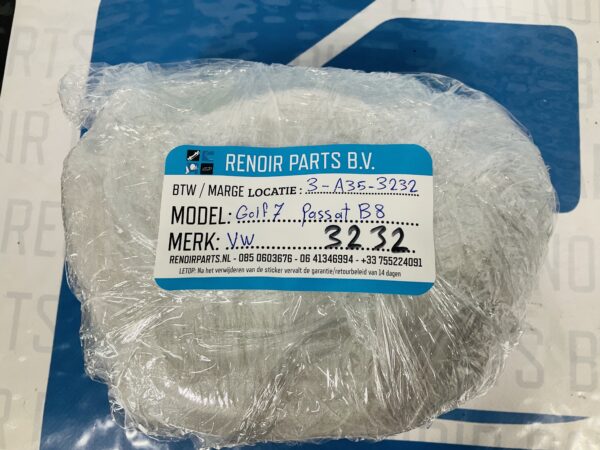 RENOIR PARTS B.V.
BTW / MARGE LOCATIE: 3-A35-3232
MODEL: Golf 7 Passat B8
MERK: VW 3232
RENOIRPARTS.NL - 085 0603676 - 06 41346994 - +33 755224091
LETOP: Na het verwijderen van de sticker vervalt de garantie/retourbeleid van 14 dagen